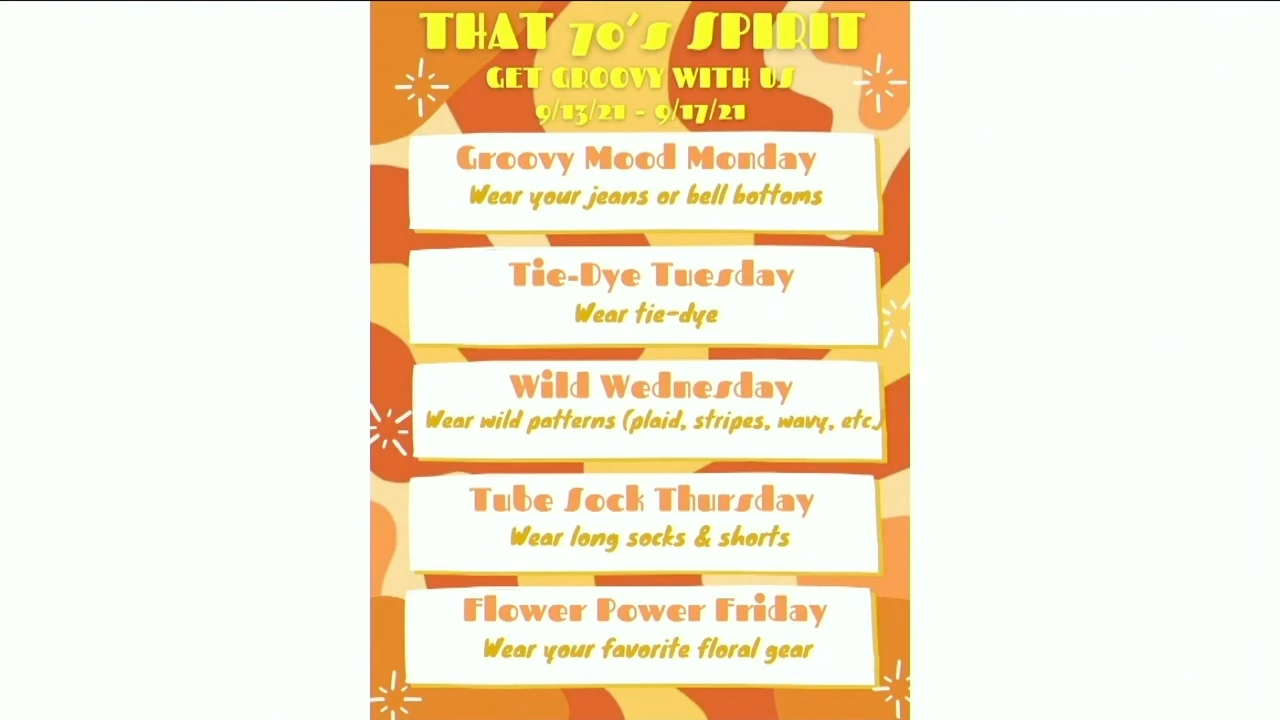 THAT 70's SPIRIT
GET GROOVY WITH US
9/13/21 - 9/17/21
Groovy Mood Monday
Wear your jeans or bell bottoms
Tie-Dye Tuesday
Wear tie-dye
Wild Wednesday
Wear wild patterns (plaid, stripes, wavy, etc.)
Tube Sock Thursday
Wear long socks & shorts
Flower Power Friday
Wear your favorite floral gear